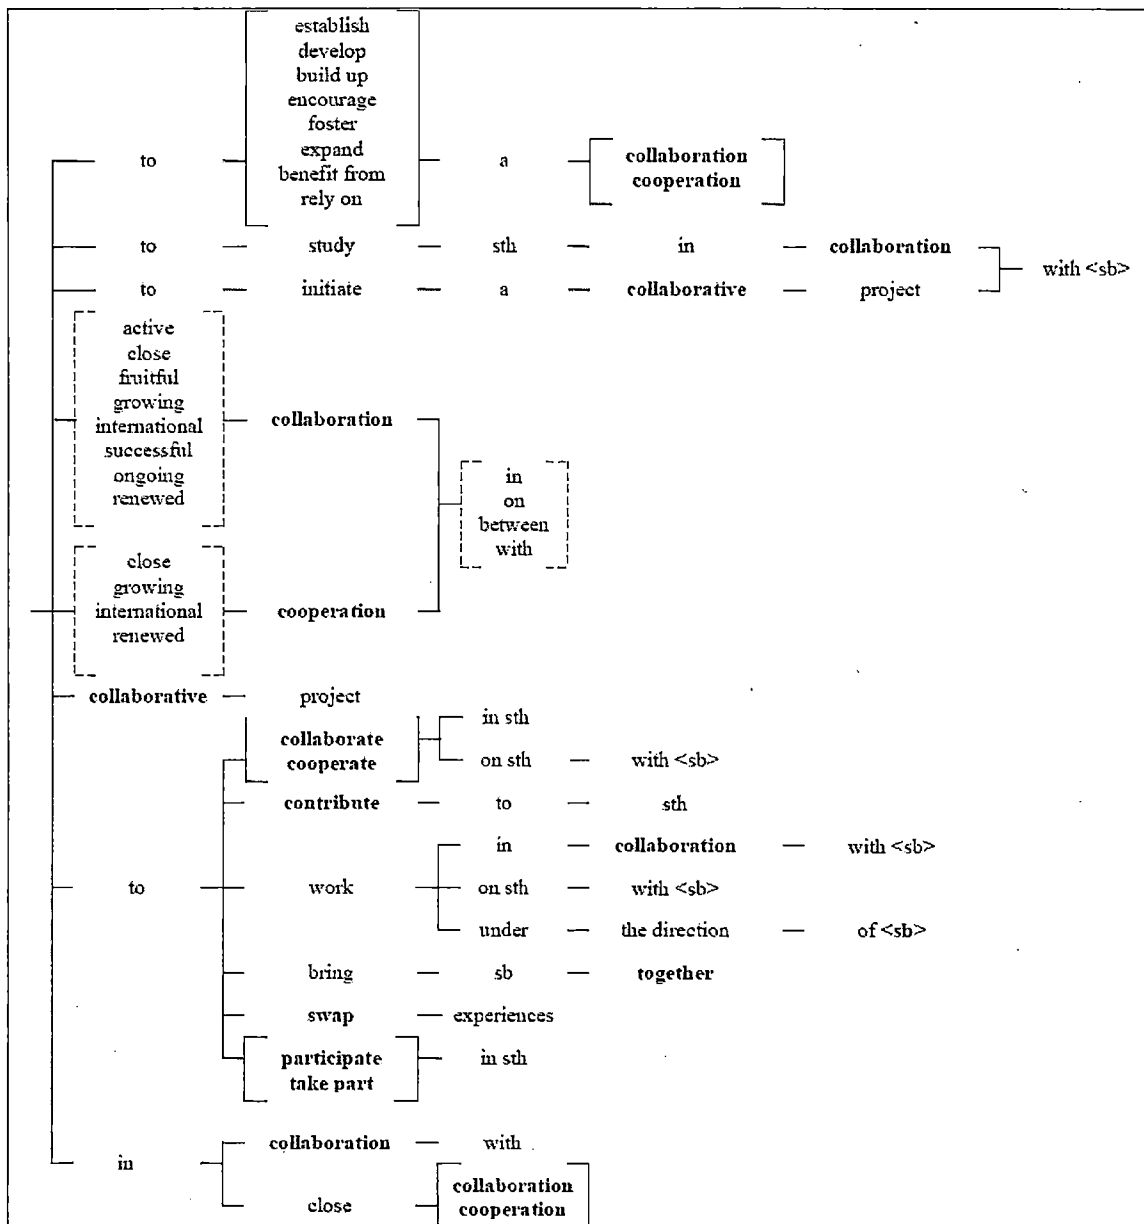 establish
develop
build up
encourage
foster
expand
benefit from
rely on
to a collaboration
cooperation
to study sth in collaboration
with <sb>
to initiate a collaborative project
active
close
fruitful
growing
international
successful
ongoing
renewed
collaboration
in
on
between
with
close
growing
international
renewed
cooperation
collaborative project
collaborate
cooperate
in sth
on sth with <sb>
contribute to sth
in collaboration with <sb>
to work on sth with <sb>
under the direction of <sb>
bring sb together
swap experiences
participate
take part
in sth
collaboration with
in
close collaboration
cooperation